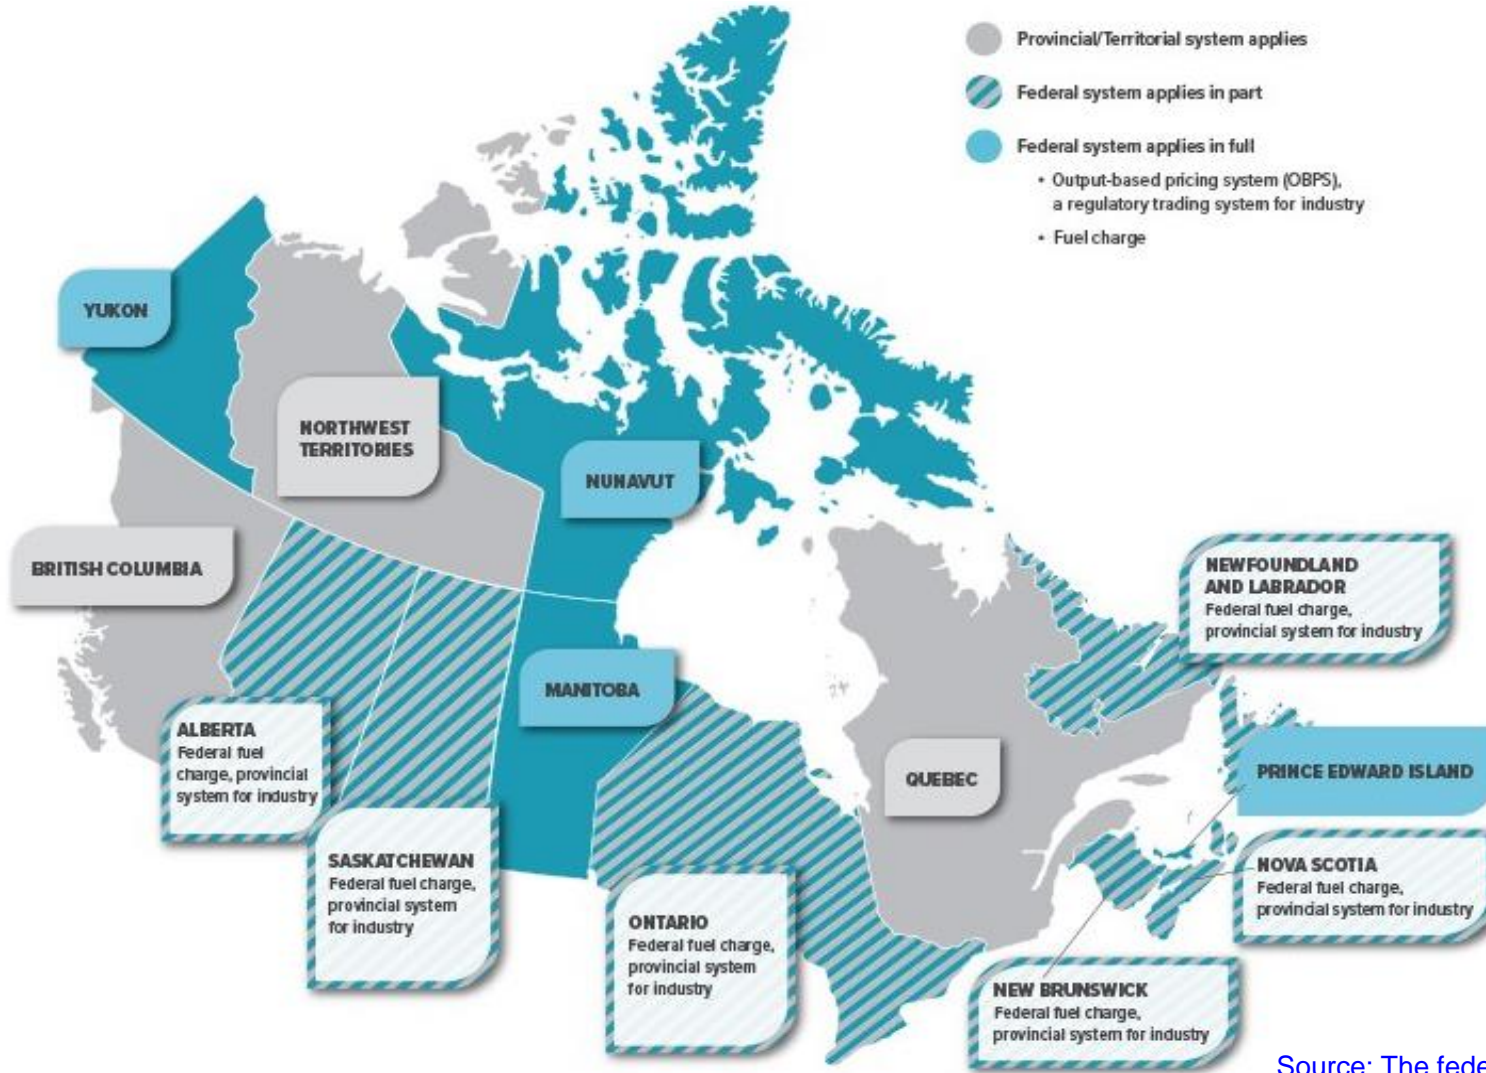 Provincial/Territorial system applies
Federal system applies in part
Federal system applies in full
• Output-based pricing system (OBPS),
a regulatory trading system for industry
• Fuel charge
YUKON
NORTHWEST
TERRITORIES
NUNAVUT
BRITISH COLUMBIA
NEWFOUNDLAND
AND LABRADOR
Federal fuel charge,
provincial system for industry
MANITOBA
ALBERTA
Federal fuel
charge, provincial
system for industry
QUEBEC
PRINCE EDWARD ISLAND
SASKATCHEWAN
Federal fuel charge,
provincial system
for industry
NOVA SCOTIA
Federal fuel charge,
provincial system for industry
ONTARIO
Federal fuel charge,
provincial system
for industry
NEW BRUNSWICK
Federal fuel charge,
provincial system for industry
Source: The